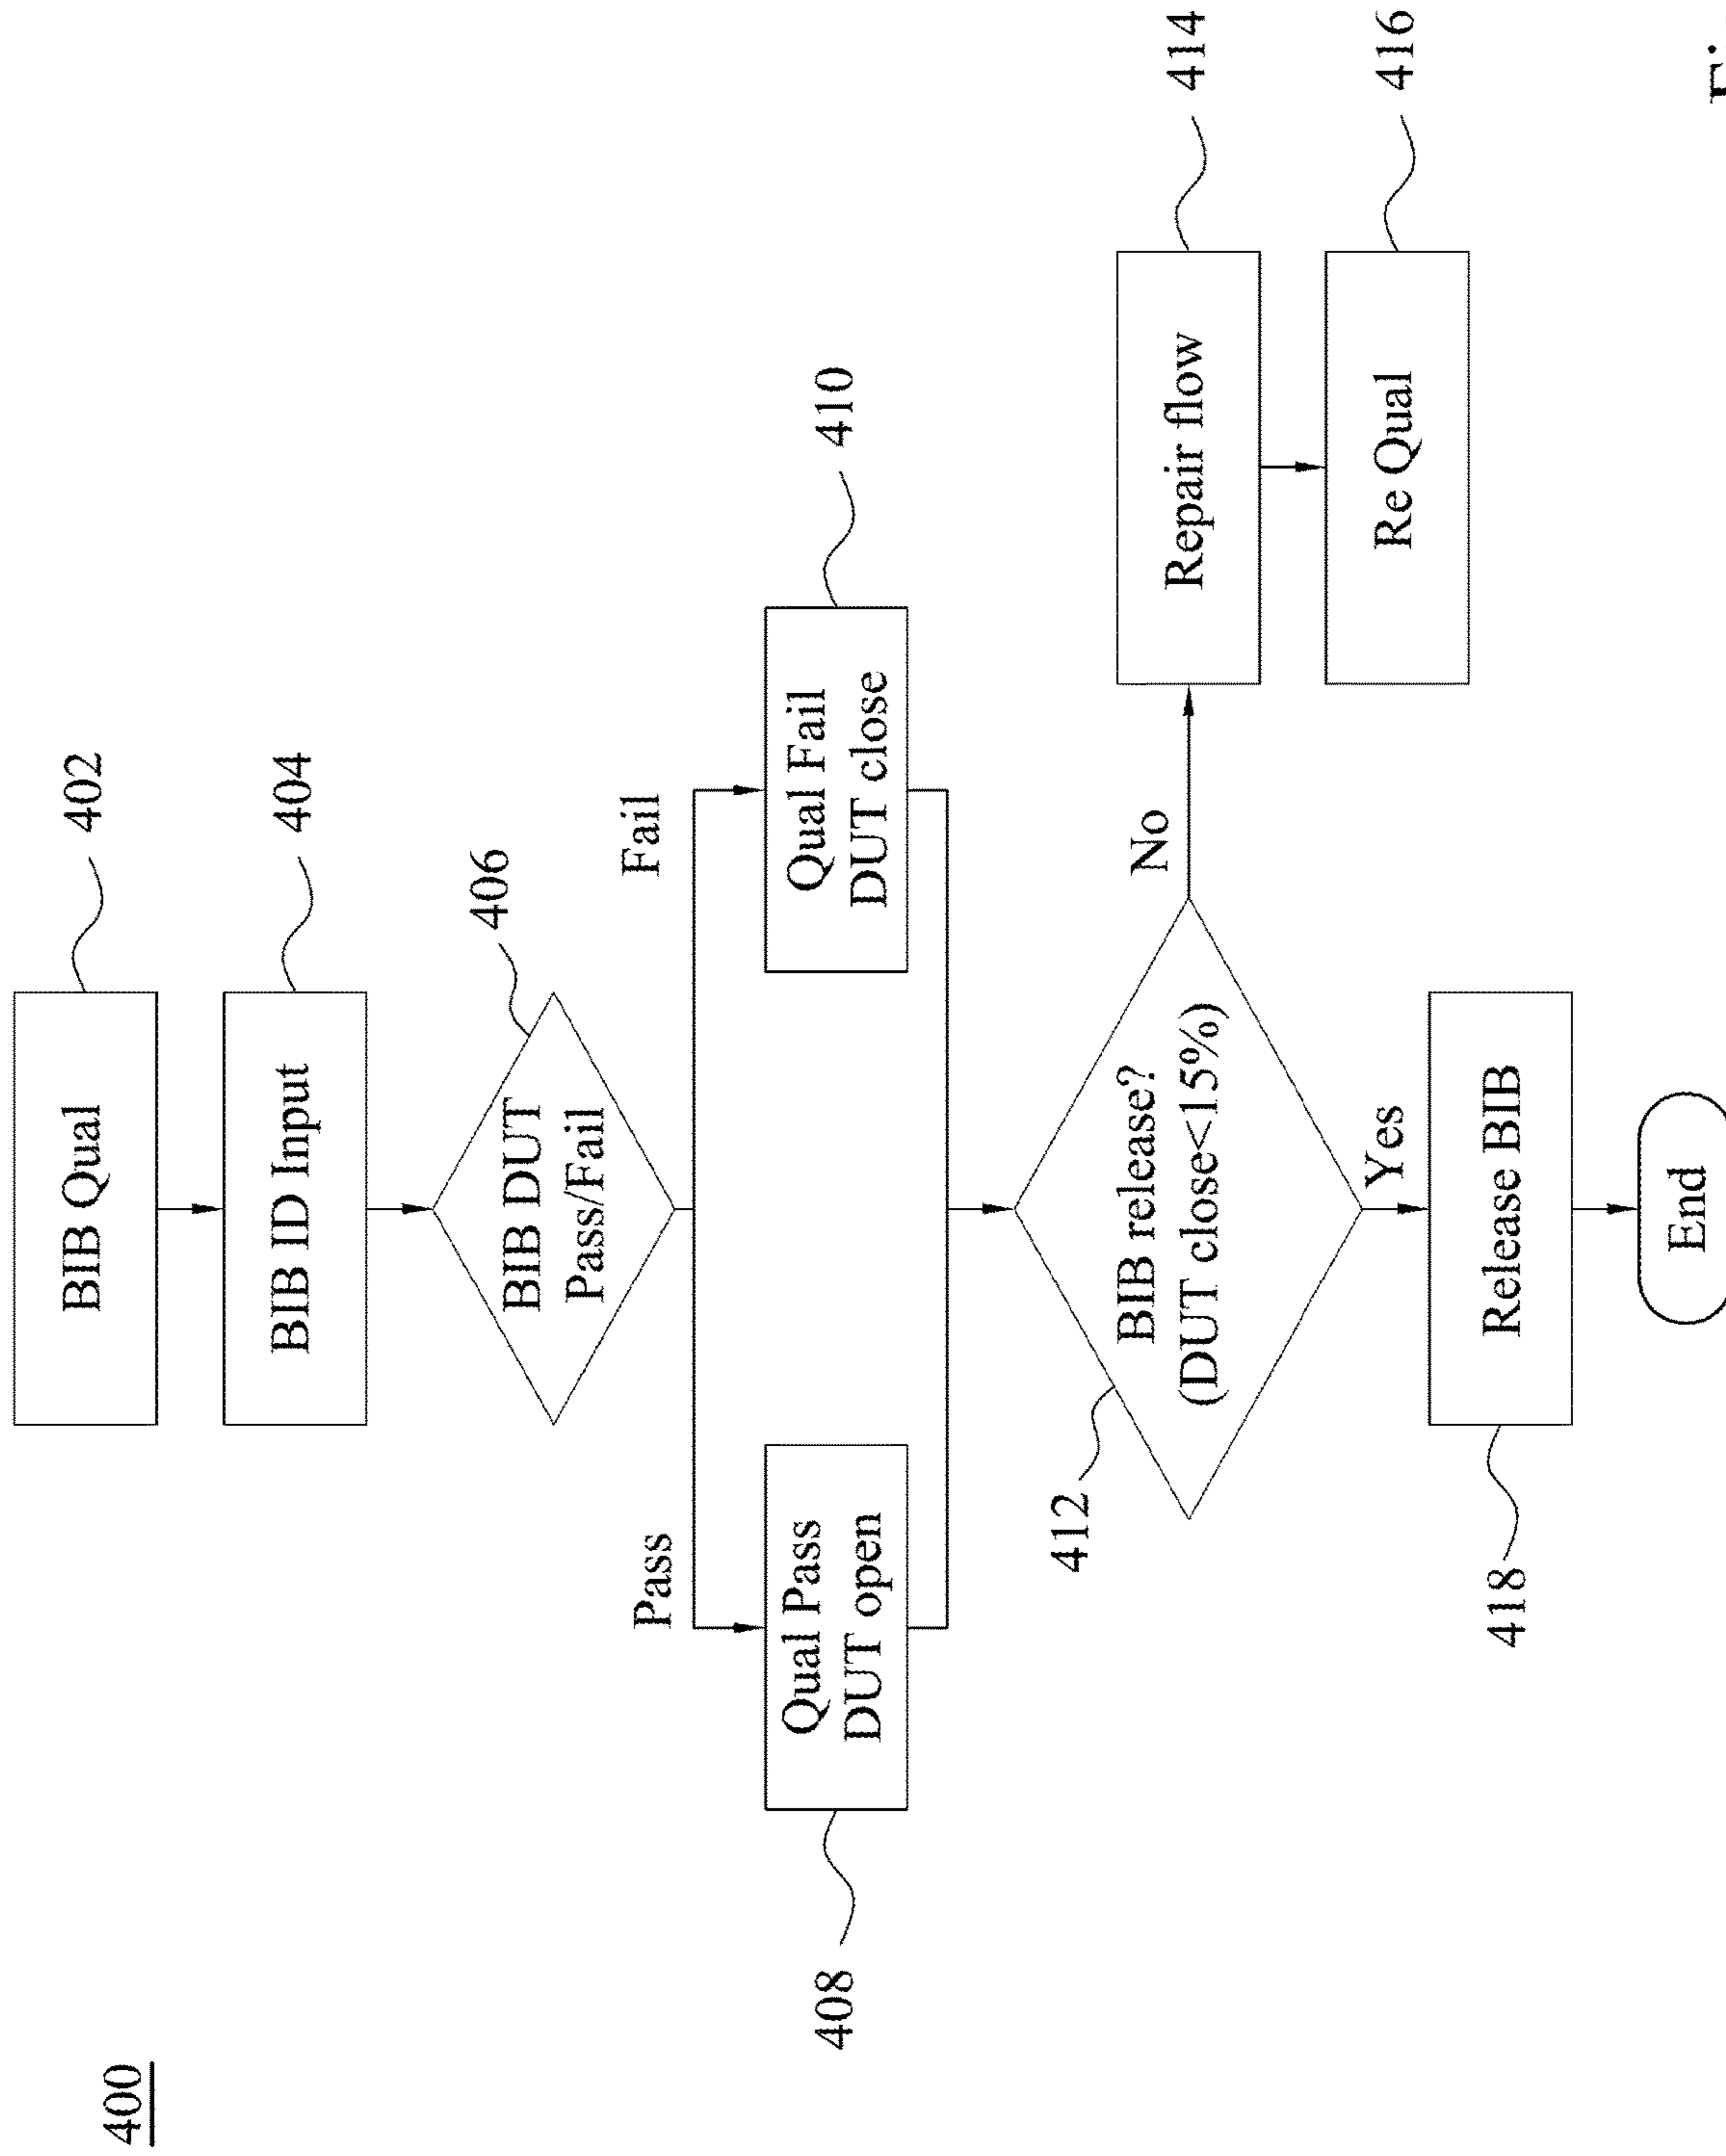 400
BIB Qual
402
BIB ID Input
404
BIB DUT
Pass/Fail
406
Pass
Fail
Qual Pass
DUT open
408
Qual Fail
DUT close
410
BIB release?
(DUT close<15%)
412
No
Repair flow
414
Re Qual
416
Yes
Release BIB
418
End